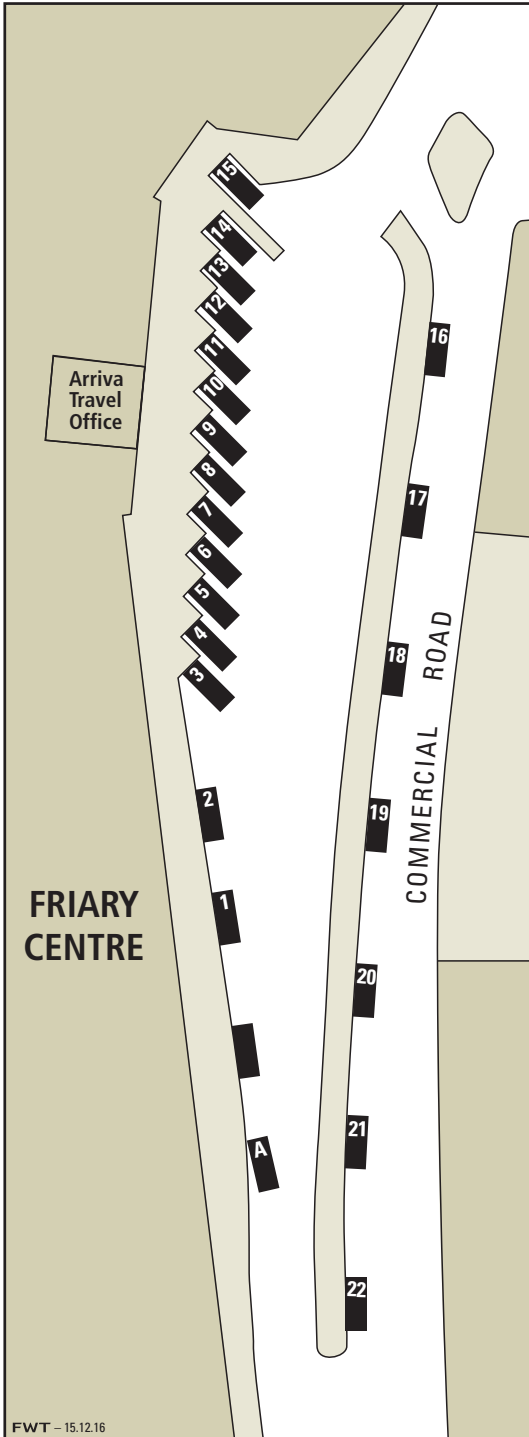 15
14
13
12
11
10
9
8
7
6
5
4
3
2
1
A
Arriva
Travel
Office
FRIARY
CENTRE
16
17
18
19
20
21
22
COMMERCIAL ROAD
FWT – 15.12.16